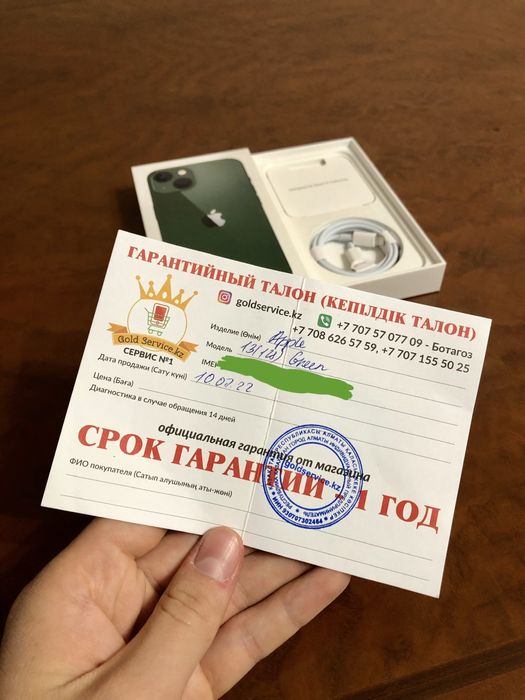 ГАРАНТИЙНЫЙ ТАЛОН (КЕПІЛДІК ТАЛОН)
goldservice.kz
+7 707 57 077 09 - Ботагоз
+7 708 626 57 59, +7 707 155 50 25
Gold Service.kz
СЕРВИС №1
Изделие (Өнім) Apple
Модель 13/128 Green
IMEI
Дата продажи (Сату күні) 10.07.22
Цена (Баға)
Диагностика в случае обращения 14 дней
официальная гарантия от магазина
СРОК ГАРАНТИИ - 1 ГОД
ФИО покупателя (Сатып алушының аты-жөні)
goldservice.kz